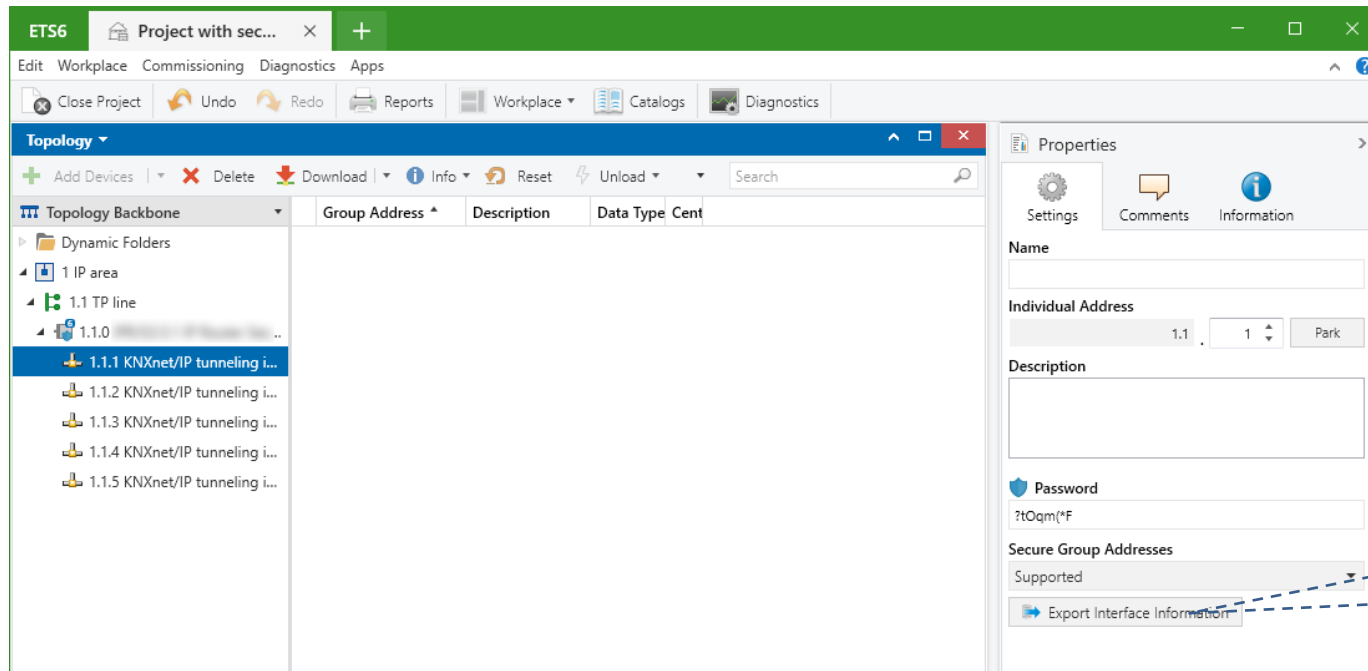 ETS6 Project with sec...
Edit Workplace Commissioning Diagnostics Apps
Close Project Undo Redo Reports Workplace Catalogs Diagnostics
Topology
Add Devices Delete Download Info Reset Unload Search
Topology Backbone
Group Address Description Data Type Cent
Dynamic Folders
1 IP area
1.1 TP line
1.1.0 ..
1.1.1 KNXnet/IP tunneling i...
1.1.2 KNXnet/IP tunneling i...
1.1.3 KNXnet/IP tunneling i...
1.1.4 KNXnet/IP tunneling i...
1.1.5 KNXnet/IP tunneling i...
Properties
Settings Comments Information
Name
Individual Address
1.1 . 1 Park
Description
Password
?tOqm(*F
Secure Group Addresses
Supported
Export Interface Information